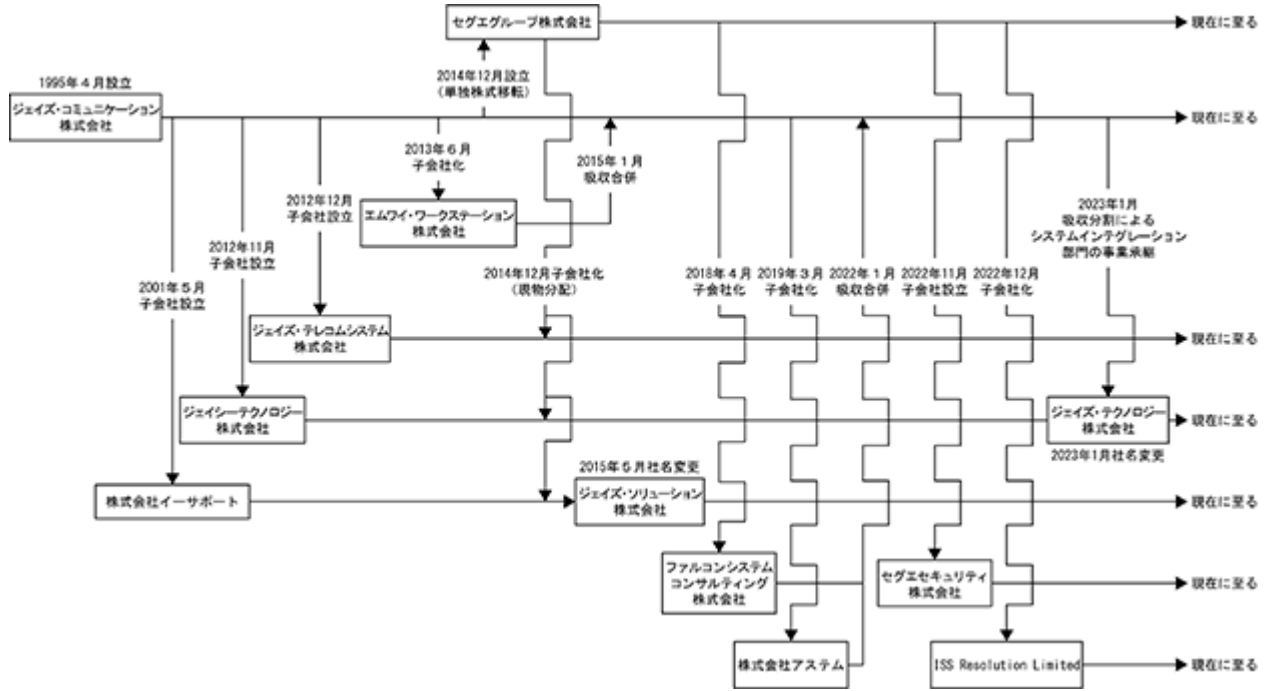 セグエグループ株式会社
現在に至る
2014年12月設立
（単独株式移転）
1995年４月設立
ジェイズ・コミュニケーション
株式会社
現在に至る
2013年６月
子会社化
2015年１月
吸収合併
2012年12月
子会社設立
エムワイ・ワークステーション
株式会社
2023年1月
吸収分割による
システムインテグレーション
部門の事業承継
2012年11月
子会社設立
2001年５月
子会社設立
2014年12月子会社化
（現物分配）
2018年４月
子会社化
2019年３月
子会社化
2022年１月
吸収合併
2022年11月
子会社設立
2022年12月
子会社化
ジェイズ・テレコムシステム
株式会社
現在に至る
ジェイシーテクノロジー
株式会社
ジェイズ・テクノロジー
株式会社
現在に至る
2023年1月社名変更
2015年６月社名変更
株式会社イーサポート
ジェイズ・ソリューション
株式会社
現在に至る
ファルコンシステム
コンサルティング
株式会社
セグエセキュリティ
株式会社
現在に至る
株式会社アステム
ISS Resolution Limited
現在に至る